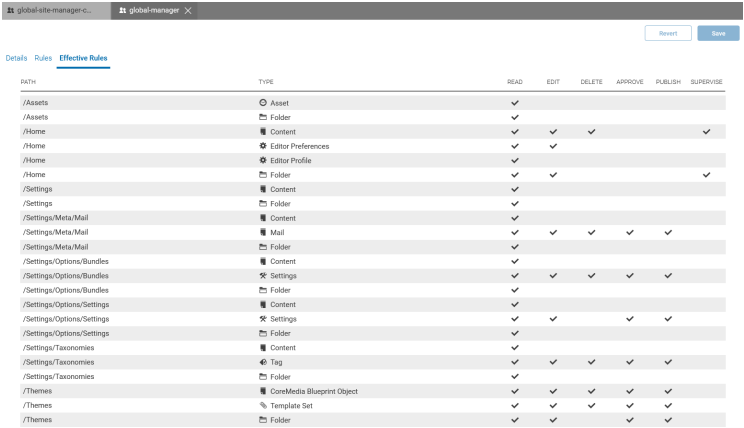 global-site-manager-c... global-manager
Revert Save
Details Rules Effective Rules
PATH TYPE READ EDIT DELETE APPROVE PUBLISH SUPERVISE
/Assets Asset
/Assets Folder
/Home Content
/Home Editor Preferences
/Home Editor Profile
/Home Folder
/Settings Content
/Settings Folder
/Settings/Meta/Mail Content
/Settings/Meta/Mail Mail
/Settings/Meta/Mail Folder
/Settings/Options/Bundles Content
/Settings/Options/Bundles Settings
/Settings/Options/Bundles Folder
/Settings/Options/Settings Content
/Settings/Options/Settings Settings
/Settings/Options/Settings Folder
/Settings/Taxonomies Content
/Settings/Taxonomies Tag
/Settings/Taxonomies Folder
/Themes CoreMedia Blueprint Object
/Themes Template Set
/Themes Folder